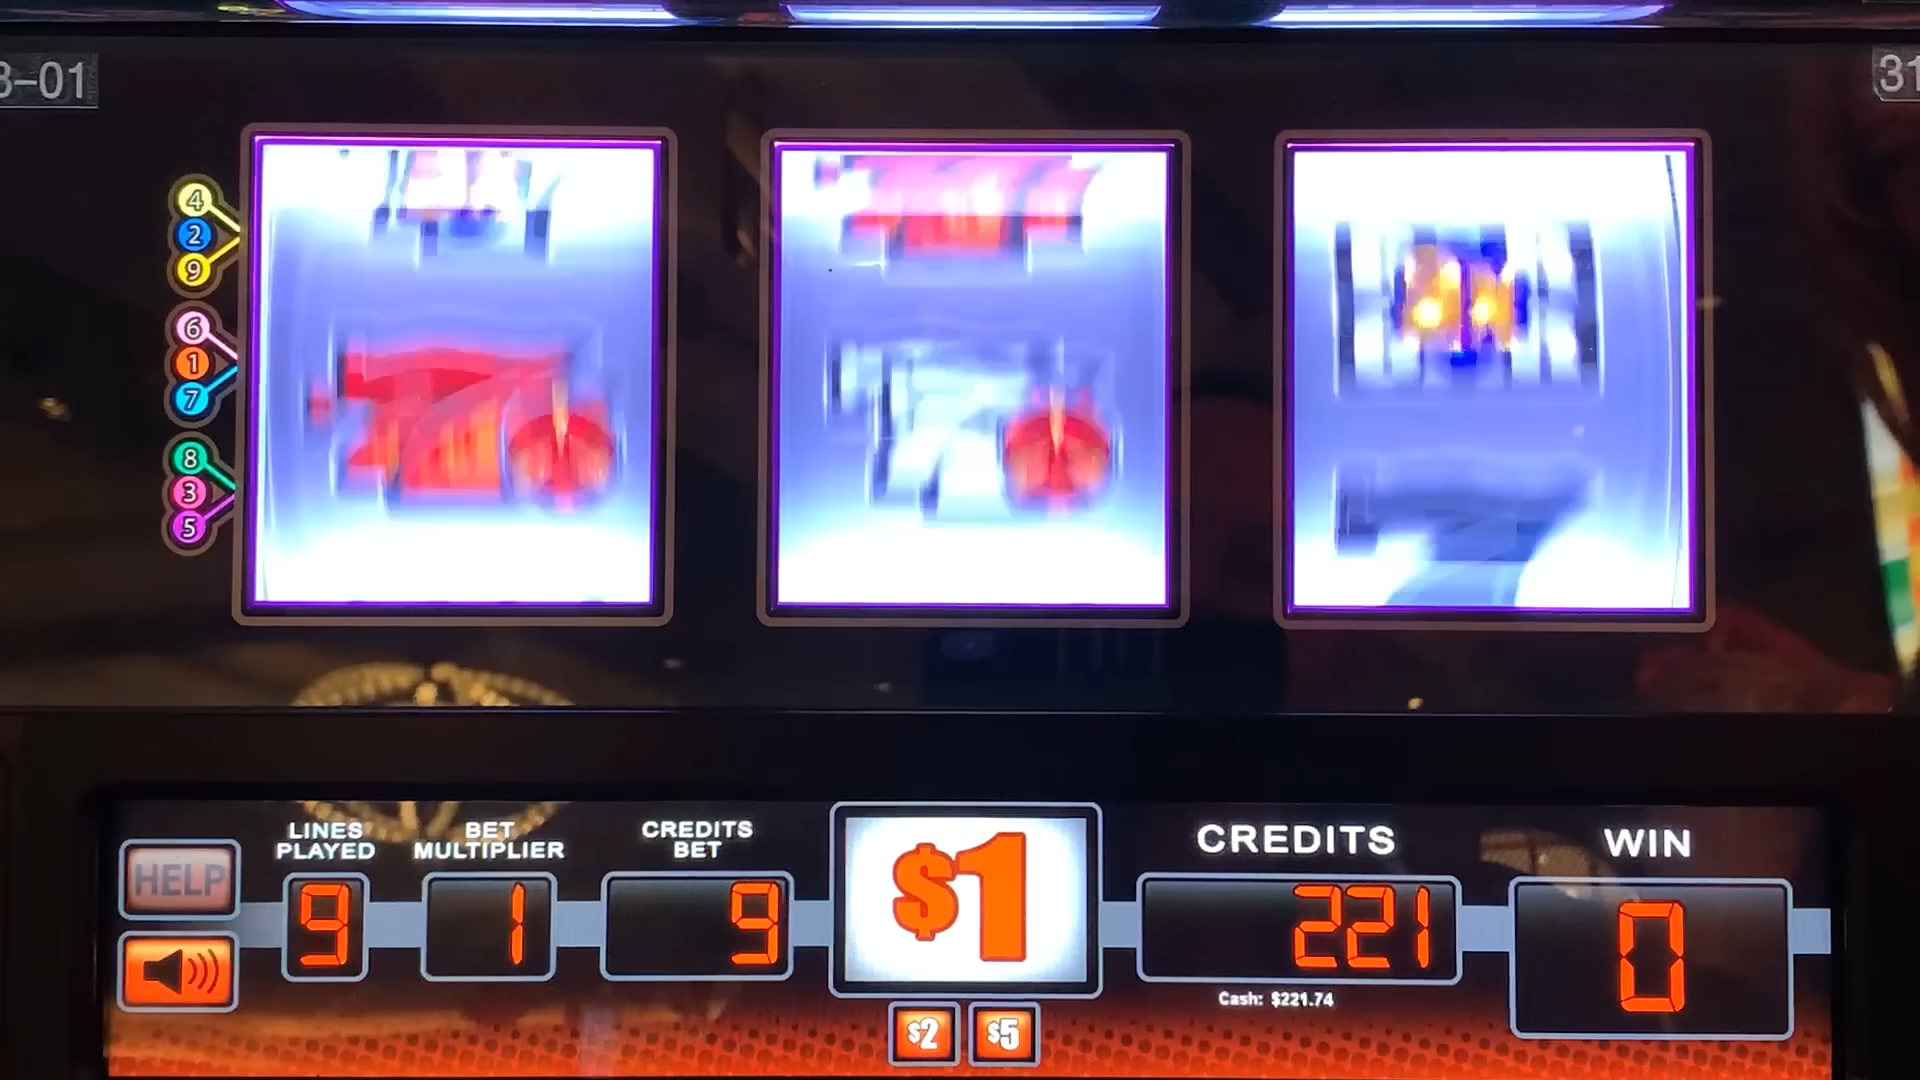 3-01
31
4
2
9
6
1
7
8
3
5
HELP
LINES PLAYED
9
BET MULTIPLIER
1
CREDITS BET
9
$1
$2
$5
CREDITS
221
Cash: $221.74
WIN
0